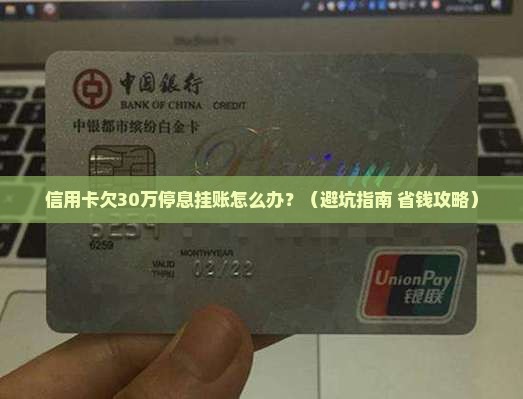 中国银行
BANK OF CHINA CREDIT
中银都市缤纷白金卡
Platinum
信用卡欠30万停息挂账怎么办？（避坑指南 省钱攻略）
6259
6259
MONTH/YEAR
VALID
THRU
02/22
UnionPay
银联